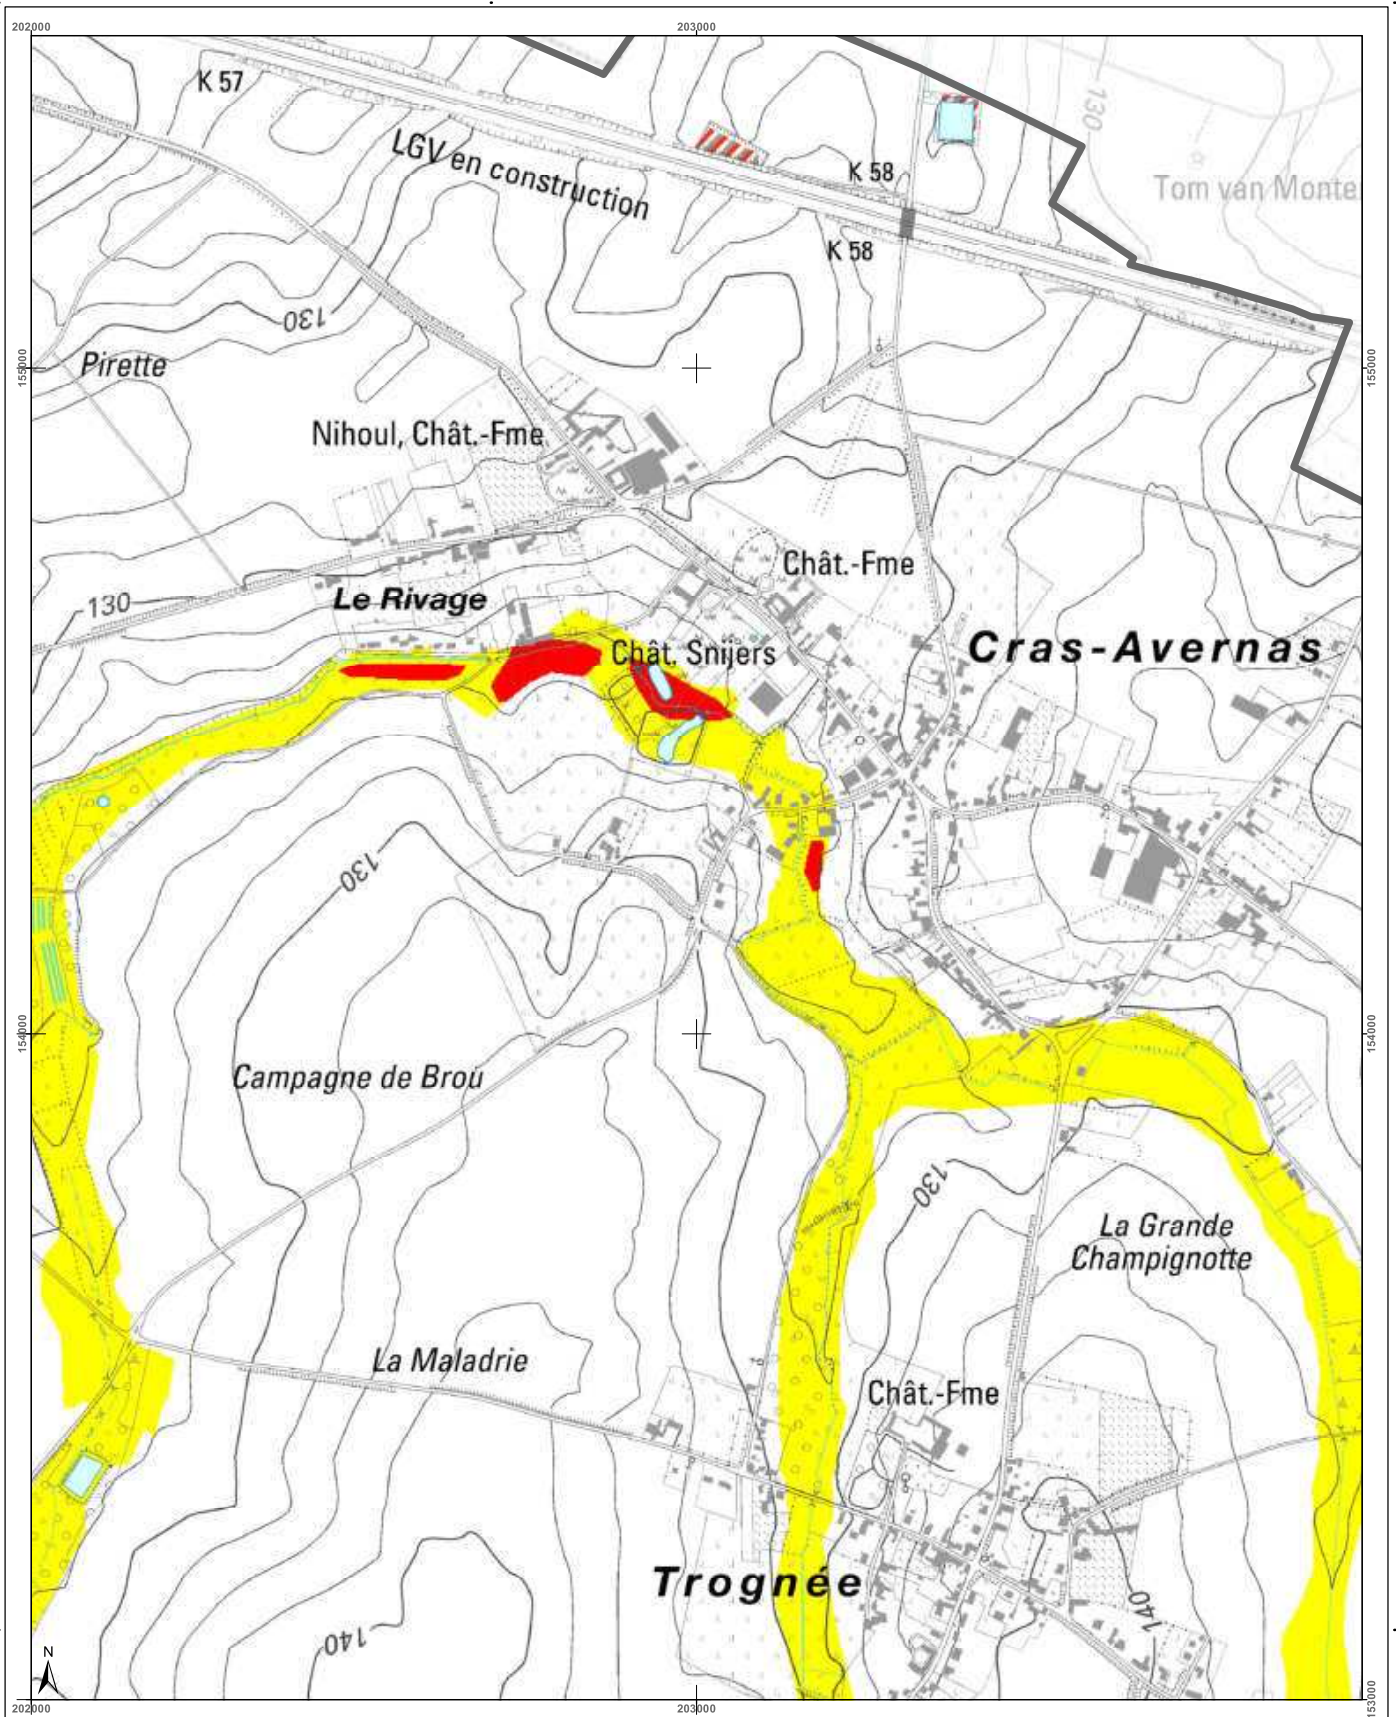 202000
203000
K 57
LGV en construction
K 58
130
Tom van Monte
K 58
130
155000
Pirette
155000
Nihoul, Chât.-Fme
Chât.-Fme
130
Le Rivage
Cras-Avernas
Chât. Snijers
130
154000
154000
Campagne de Brou
130
La Grande
Champignotte
La Maladrie
Chât.-Fme
Trognée
140
140
N
202000
203000
153000